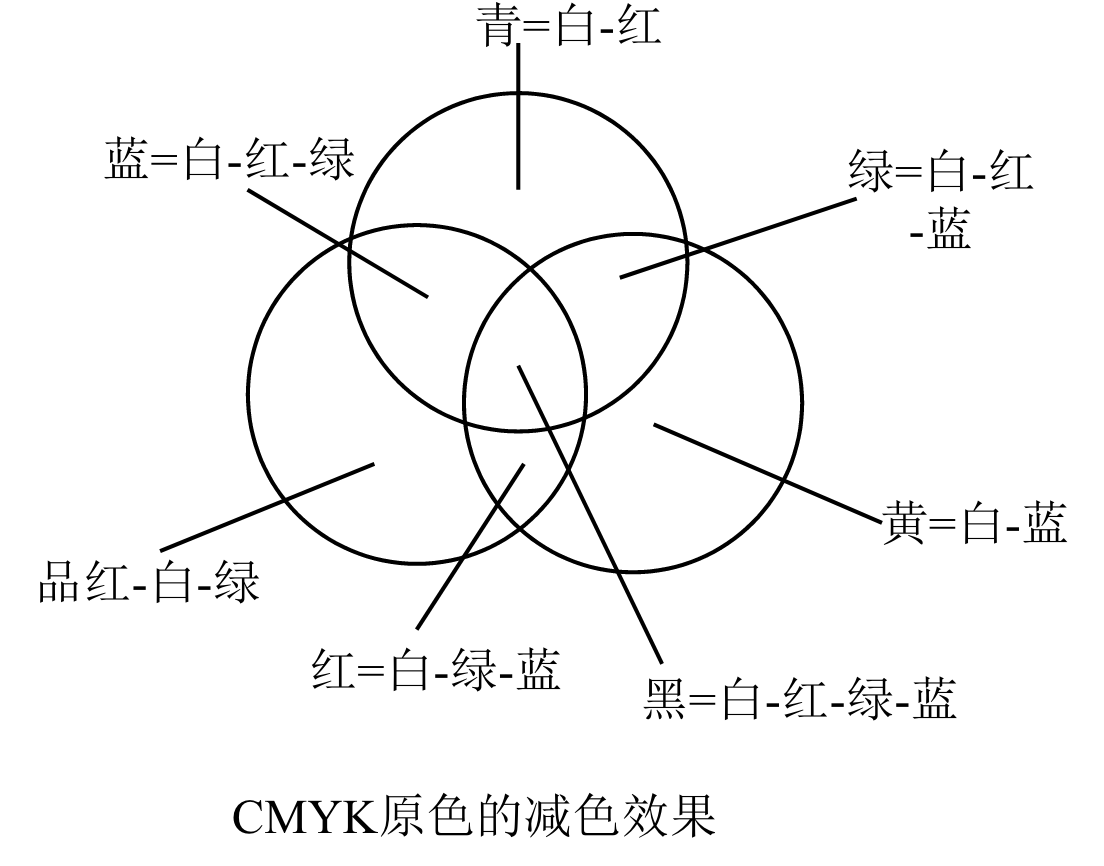 青=白-红
蓝=白-红-绿
绿=白-红
-蓝
黄=白-蓝
品红-白-绿
红=白-绿-蓝
黑=白-红-绿-蓝
CMYK原色的减色效果